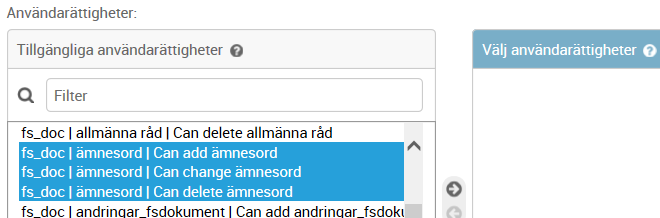 Användarrättigheter:
Tillgängliga användarättigheter ?
Välj användarättigheter ?
Filter
fs_doc | allmänna råd | Can delete allmänna råd
fs_doc | ämnesord | Can add ämnesord
fs_doc | ämnesord | Can change ämnesord
fs_doc | ämnesord | Can delete ämnesord
fs_doc | andringar_fsdokument | Can add andringar_fsdoku